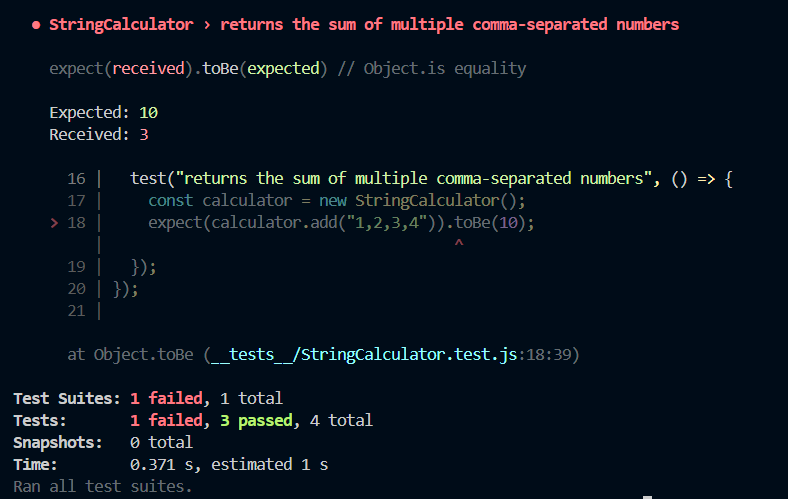 ● StringCalculator › returns the sum of multiple comma-separated numbers
expect(received).toBe(expected) // Object.is equality
Expected: 10
Received: 3
16 |   test("returns the sum of multiple comma-separated numbers", () => {
17 |     const calculator = new StringCalculator();
> 18 |     expect(calculator.add("1,2,3,4")).toBe(10);
|                                       ^
19 |   });
20 | });
21 |
at Object.toBe (__tests__/StringCalculator.test.js:18:39)
Test Suites: 1 failed, 1 total
Tests:       1 failed, 3 passed, 4 total
Snapshots:   0 total
Time:        0.371 s, estimated 1 s
Ran all test suites.